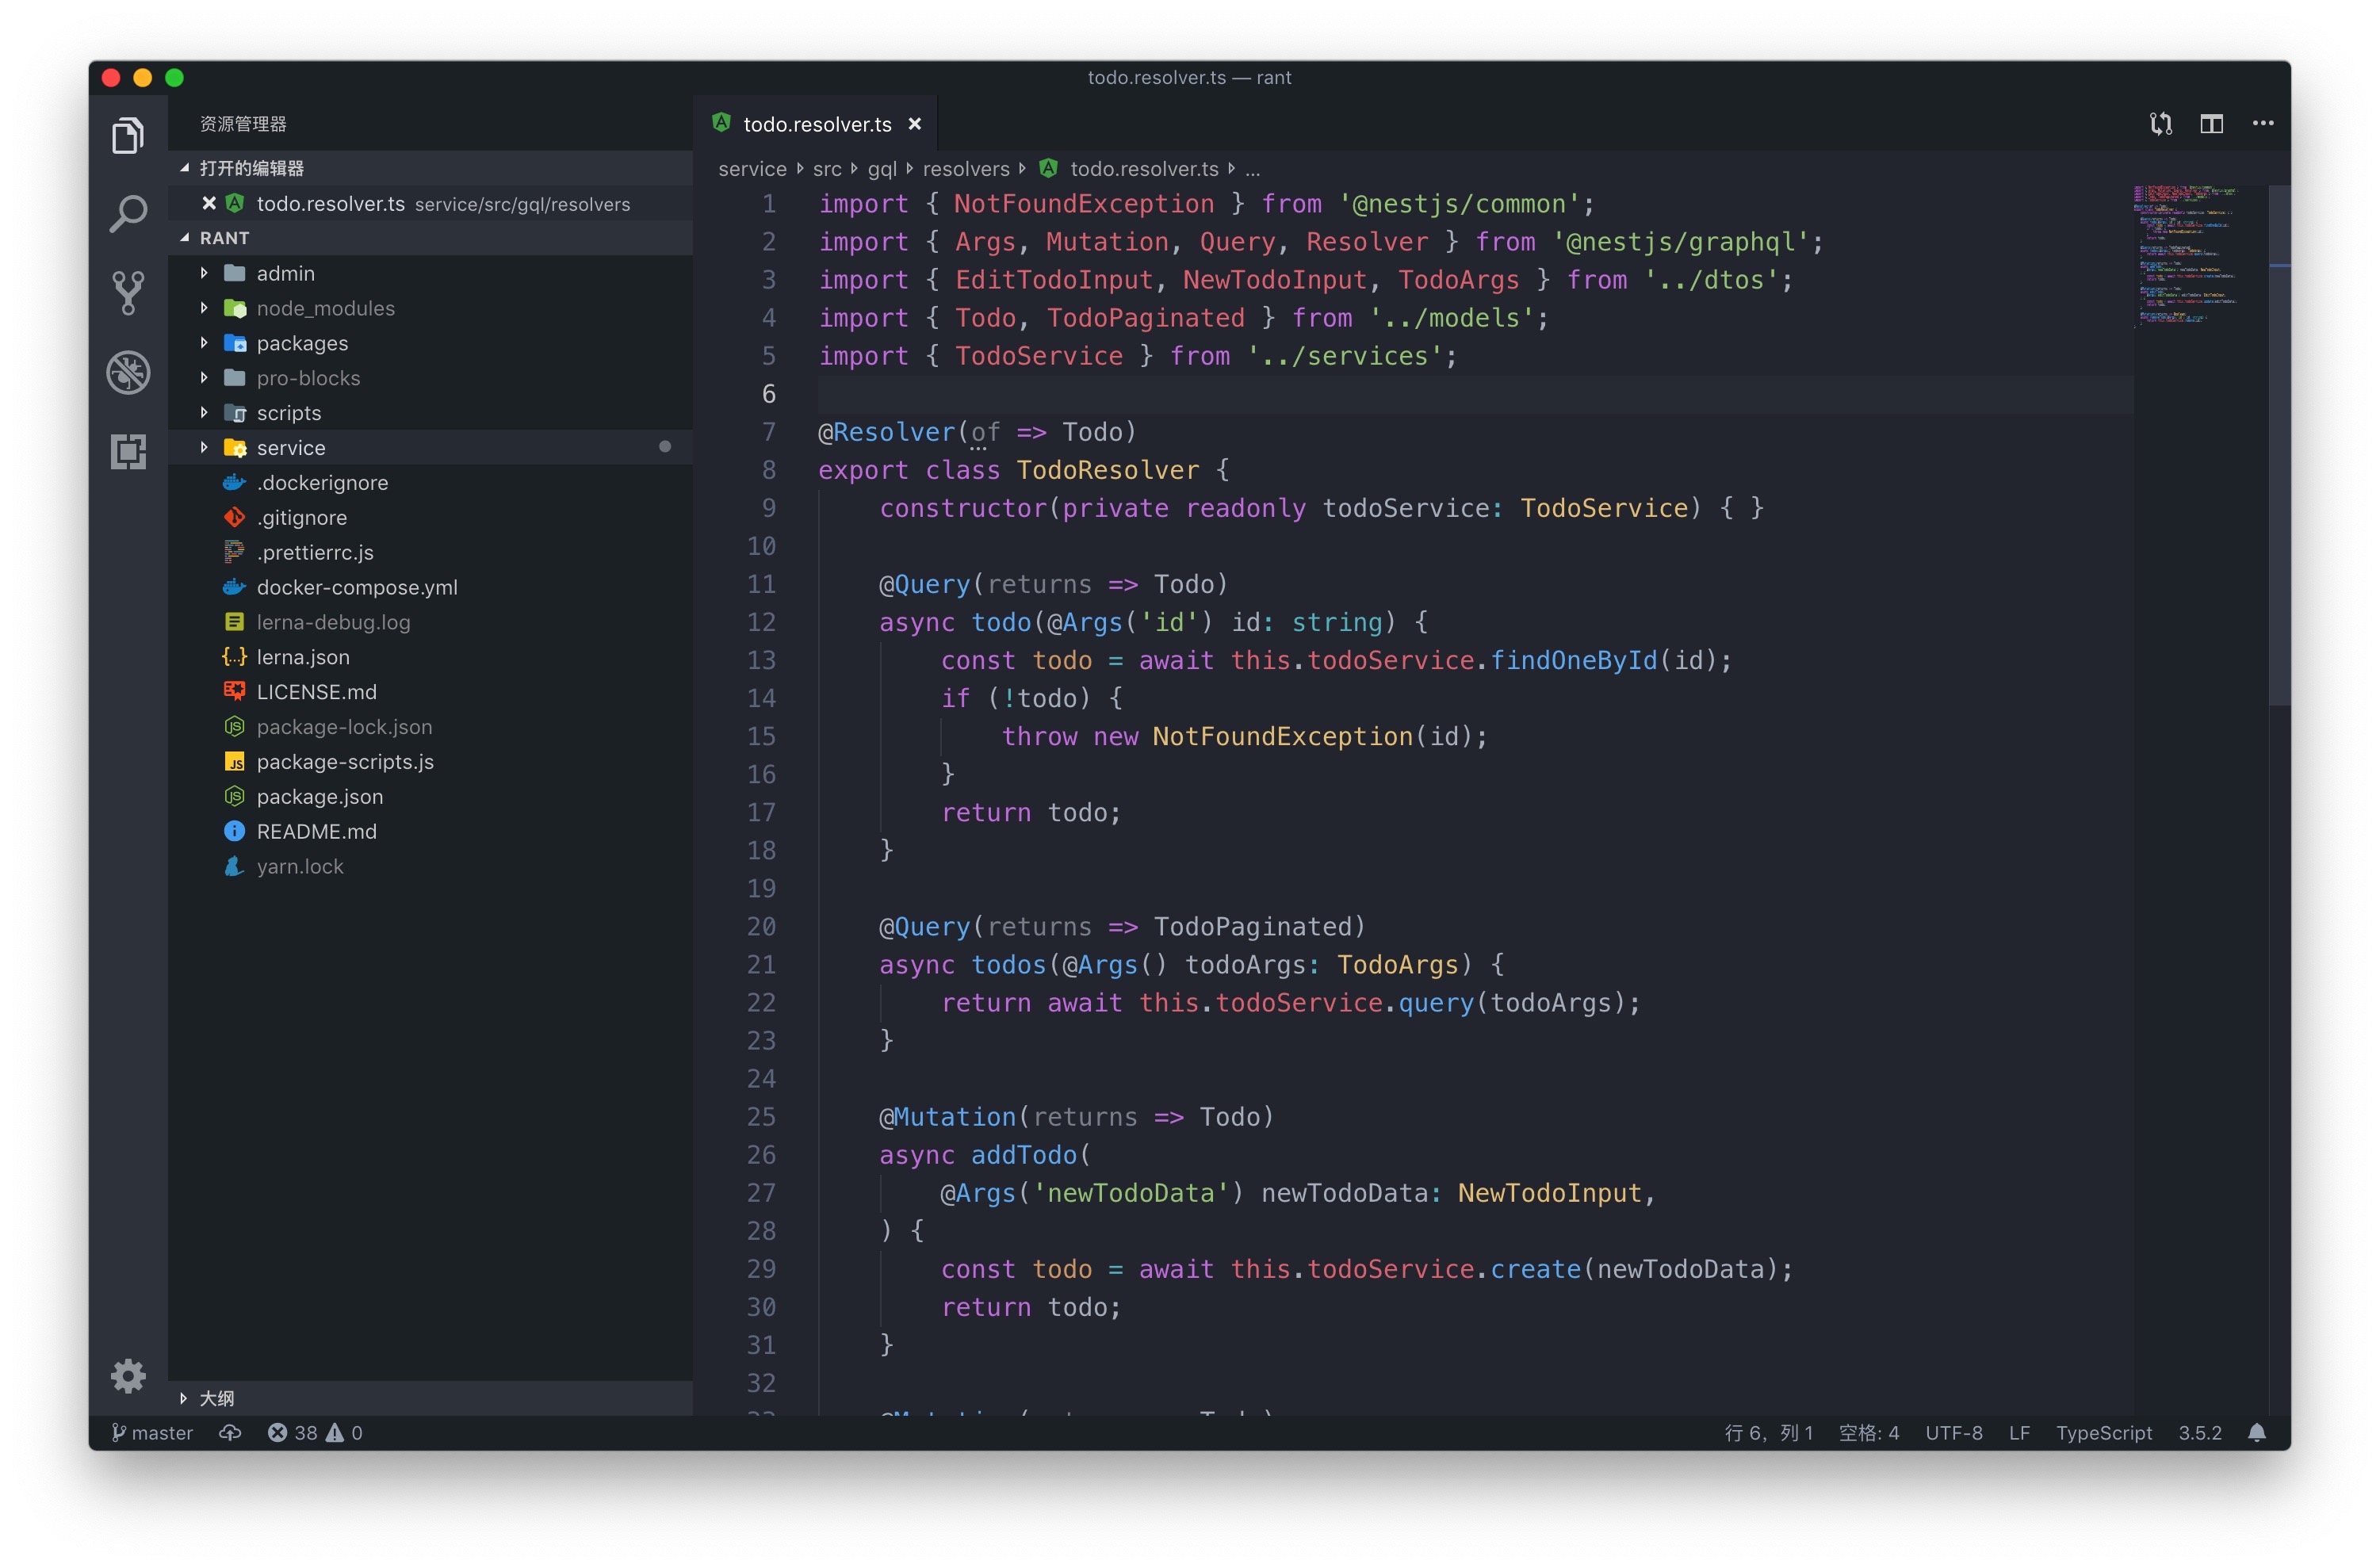 todo.resolver.ts — rant
资源管理器
打开的编辑器
todo.resolver.ts service/src/gql/resolvers
RANT
admin
node_modules
packages
pro-blocks
scripts
service
.dockerignore
.gitignore
.prettierrc.js
docker-compose.yml
lerna-debug.log
lerna.json
LICENSE.md
package-lock.json
package-scripts.js
package.json
README.md
yarn.lock
大纲
todo.resolver.ts
service src gql resolvers todo.resolver.ts ...
1 import { NotFoundException } from '@nestjs/common';
2 import { Args, Mutation, Query, Resolver } from '@nestjs/graphql';
3 import { EditTodoInput, NewTodoInput, TodoArgs } from '../dtos';
4 import { Todo, TodoPaginated } from '../models';
5 import { TodoService } from '../services';
6
7 @Resolver(of => Todo)
8 export class TodoResolver {
9 constructor(private readonly todoService: TodoService) { }
10
11 @Query(returns => Todo)
12 async todo(@Args('id') id: string) {
13 const todo = await this.todoService.findOneById(id);
14 if (!todo) {
15 throw new NotFoundException(id);
16 }
17 return todo;
18 }
19
20 @Query(returns => TodoPaginated)
21 async todos(@Args() todoArgs: TodoArgs) {
22 return await this.todoService.query(todoArgs);
23 }
24
25 @Mutation(returns => Todo)
26 async addTodo(
27 @Args('newTodoData') newTodoData: NewTodoInput,
28 ) {
29 const todo = await this.todoService.create(newTodoData);
30 return todo;
31 }
32
master 38 0
行 6，列 1 空格: 4 UTF-8 LF TypeScript 3.5.2